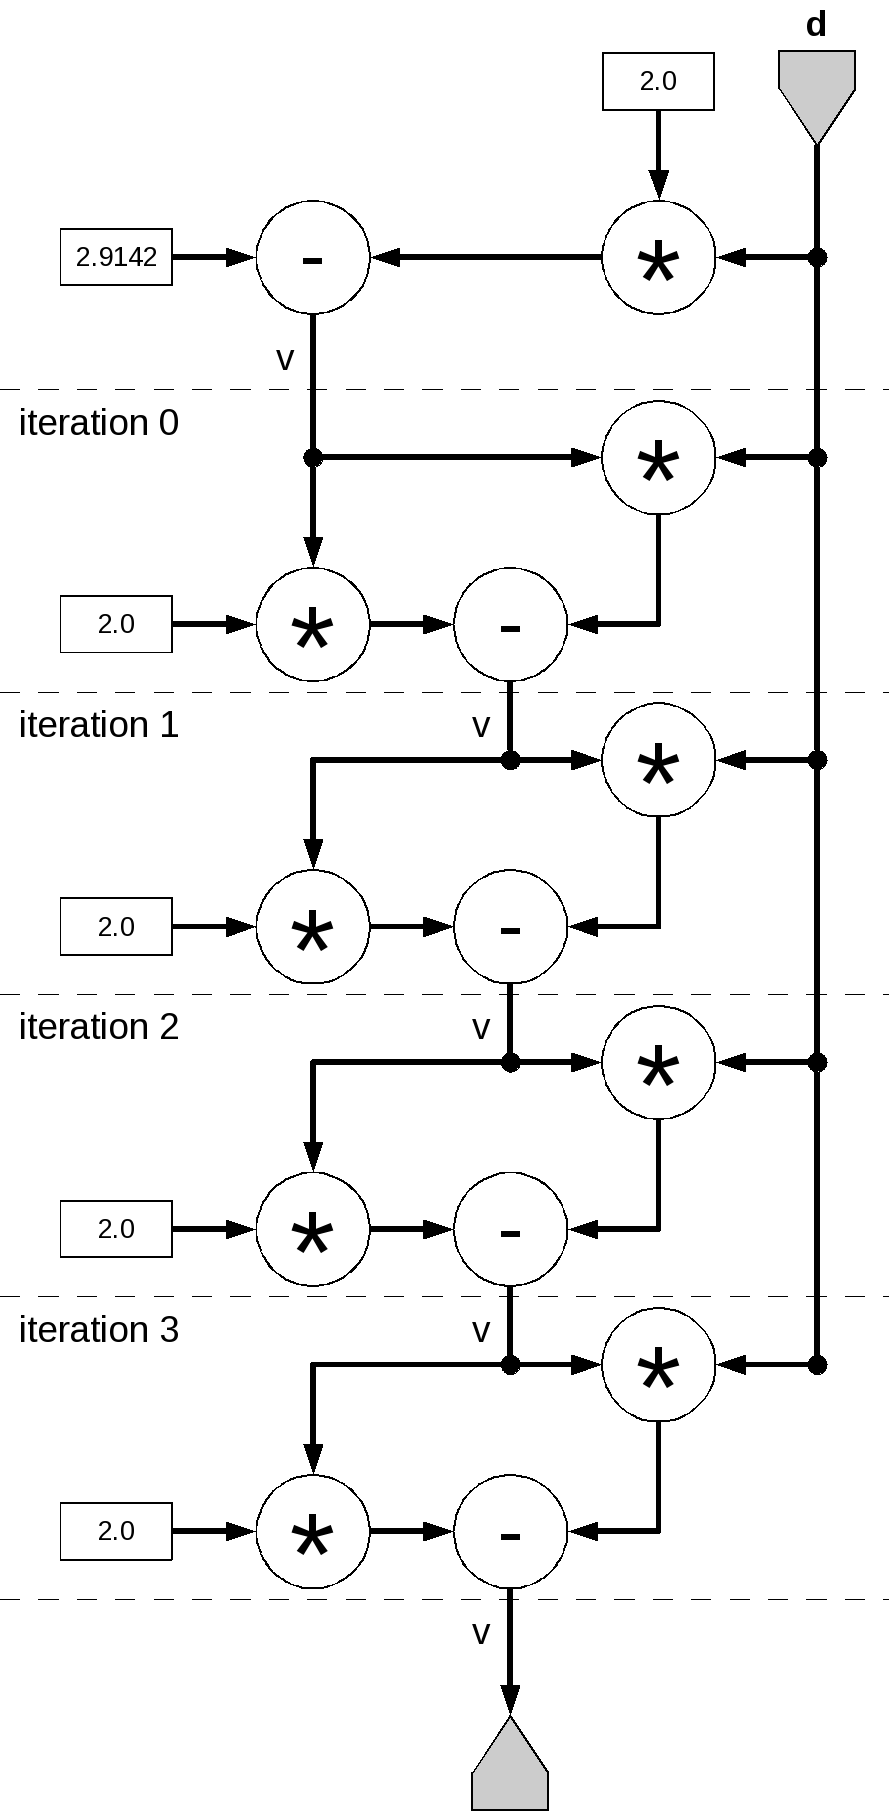 d
2.0
2.9142 - *
v
iteration 0
*
2.0 * -
iteration 1
v *
2.0 * -
iteration 2
v *
2.0 * -
iteration 3
v *
2.0 * -
v